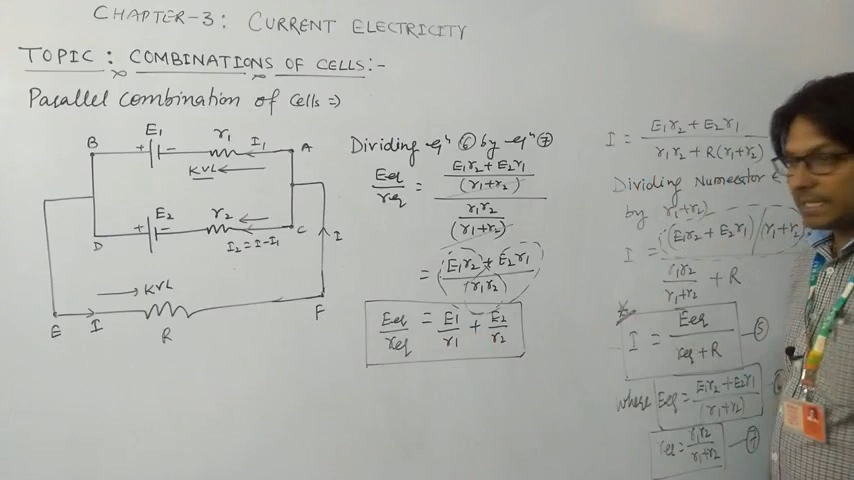 CHAPTER-3: CURRENT ELECTRICITY
TOPIC: COMBINATIONS OF CELLS:-
Parallel combination of cells ⇒
B E1 r1 I1 A
+ -
KVL
E2 r2
D + - C
I2 = I-I1
I
KVL
E I R F
Dividing eqn ⑥ by eqn ⑦
Eeq/req = ((E1r2 + E2r1)/(r1+r2))/((r1r2)/(r1+r2))
= (E1r2 + E2r1)/(r1r2)
Eeq/req = E1/r1 + E2/r2
I = (E1r2 + E2r1)/(r1r2 + R(r1+r2))
Dividing Numerator &
by r1+r2)
I = ((E1r2 + E2r1)/(r1+r2))/((r1r2)/(r1+r2) + R)
I = Eeq/(req + R) —⑤
where Eeq = (E1r2 + E2r1)/(r1+r2)
req = r1r2/(r1+r2) —⑦